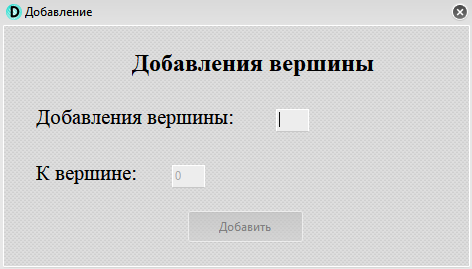 D Добавление
Добавления вершины
Добавления вершины:
К вершине: 0
Добавить